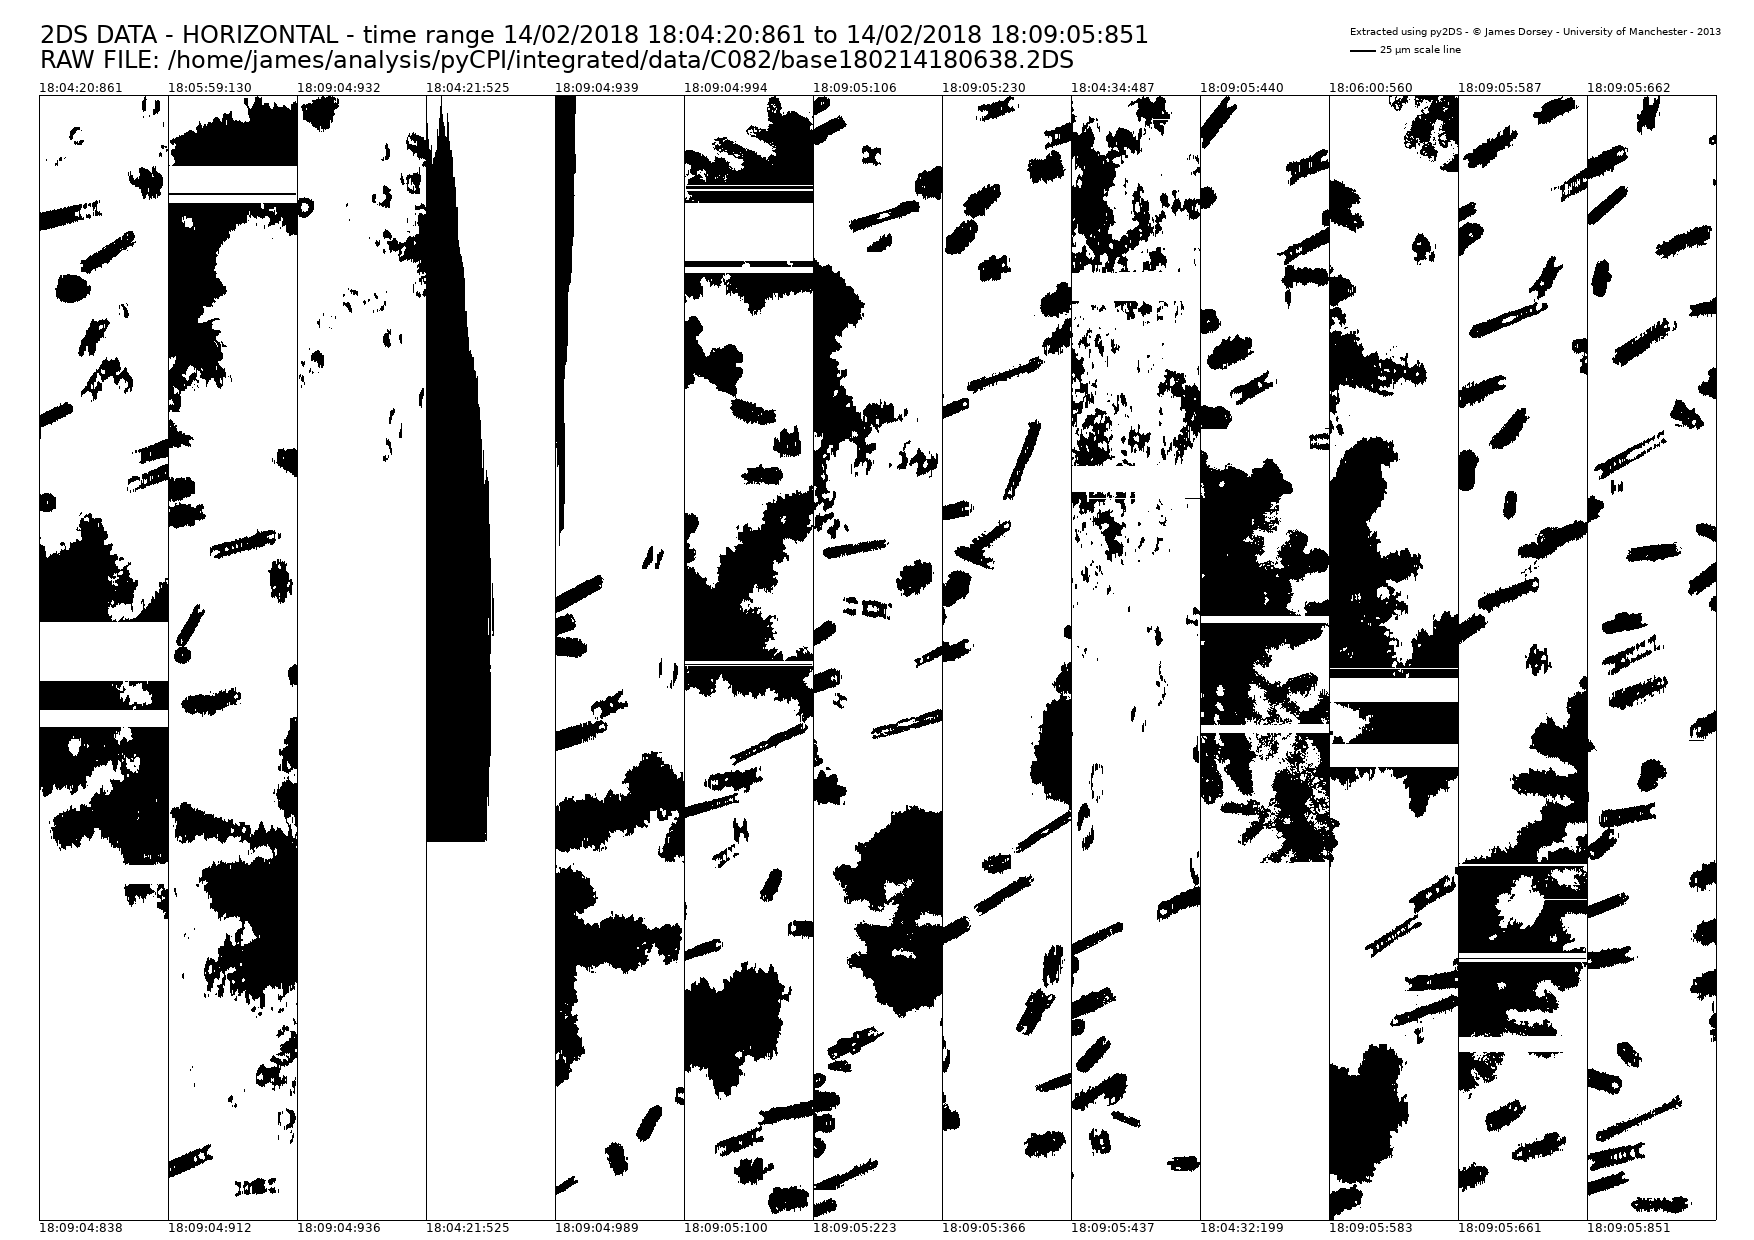 2DS DATA - HORIZONTAL - time range 14/02/2018 18:04:20:861 to 14/02/2018 18:09:05:851
RAW FILE: /home/james/analysis/pyCPI/integrated/data/C082/base180214180638.2DS
Extracted using py2DS - © James Dorsey - University of Manchester - 2013
25 µm scale line
18:04:20:861 18:05:59:130 18:09:04:932 18:04:21:525 18:09:04:939 18:09:04:994 18:09:05:106 18:09:05:230 18:04:34:487 18:09:05:440 18:06:00:560 18:09:05:587 18:09:05:662
18:09:04:838 18:09:04:912 18:09:04:936 18:04:21:525 18:09:04:989 18:09:05:100 18:09:05:223 18:09:05:366 18:09:05:437 18:04:32:199 18:09:05:583 18:09:05:661 18:09:05:851